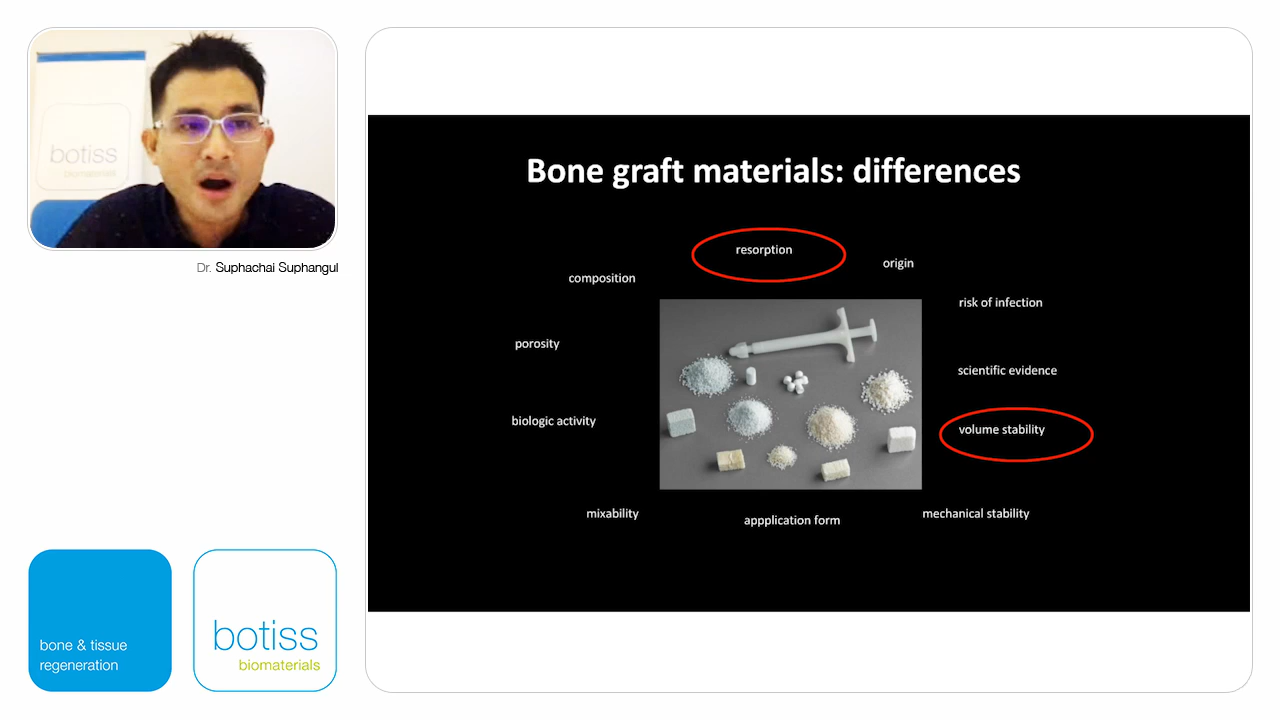 botiss
biomaterials
Dr. Suphachai Suphangul
bone & tissue
regeneration
botiss
biomaterials
Bone graft materials: differences
resorption
origin
composition
risk of infection
porosity
scientific evidence
biologic activity
volume stability
mixability
appplication form
mechanical stability